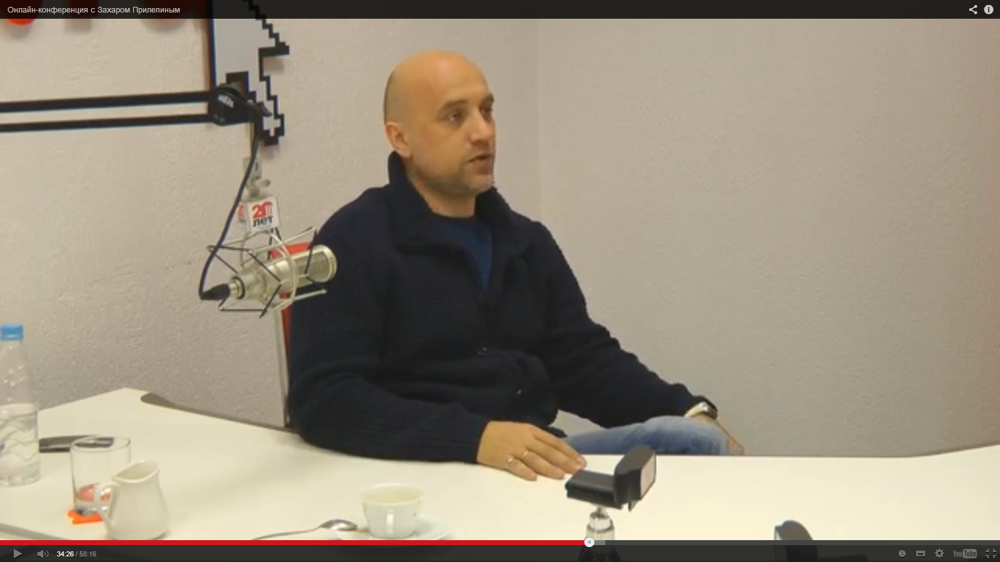 Онлайн-конференция с Захаром Прилепиным
20
лет
34:26 / 58:16
YouTube